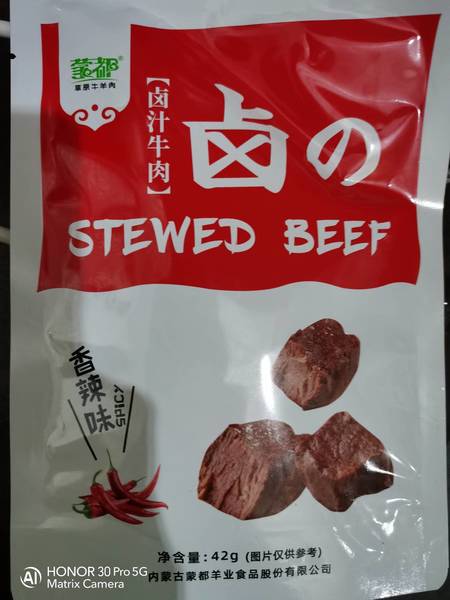 蒙都®
草原牛羊肉
【卤汁牛肉】
卤の
STEWED BEEF
香辣味
SPICY
净含量:42g (图片仅供参考)
内蒙古蒙都羊业食品股份有限公司
HONOR 30 Pro 5G
Matrix Camera